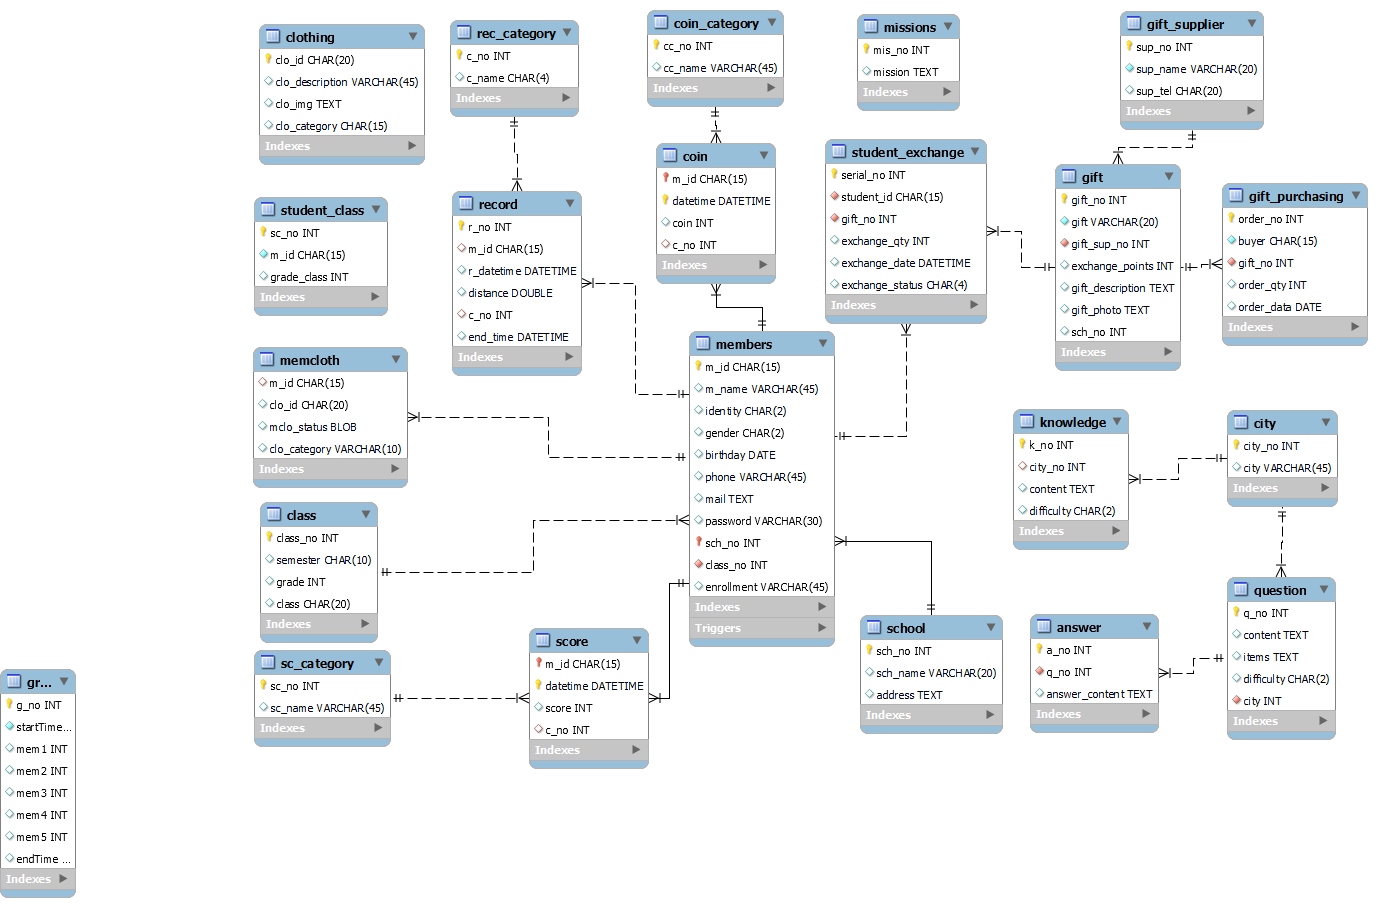 clothing
clo_id CHAR(20)
clo_description VARCHAR(45)
clo_img TEXT
clo_category CHAR(15)
Indexes
rec_category
c_no INT
c_name CHAR(4)
Indexes
coin_category
cc_no INT
cc_name VARCHAR(45)
Indexes
missions
mis_no INT
mission TEXT
Indexes
gift_supplier
sup_no INT
sup_name VARCHAR(20)
sup_tel CHAR(20)
Indexes
student_class
sc_no INT
m_id CHAR(15)
grade_class INT
Indexes
record
r_no INT
m_id CHAR(15)
r_datetime DATETIME
distance DOUBLE
c_no INT
end_time DATETIME
Indexes
coin
m_id CHAR(15)
datetime DATETIME
coin INT
c_no INT
Indexes
student_exchange
serial_no INT
student_id CHAR(15)
gift_no INT
exchange_qty INT
exchange_date DATETIME
exchange_status CHAR(4)
Indexes
gift
gift_no INT
gift VARCHAR(20)
gift_sup_no INT
exchange_points INT
gift_description TEXT
gift_photo TEXT
sch_no INT
Indexes
gift_purchasing
order_no INT
buyer CHAR(15)
gift_no INT
order_qty INT
order_data DATE
Indexes
memcloth
m_id CHAR(15)
clo_id CHAR(20)
mclo_status BLOB
clo_category VARCHAR(10)
Indexes
members
m_id CHAR(15)
m_name VARCHAR(45)
identity CHAR(2)
gender CHAR(2)
birthday DATE
phone VARCHAR(45)
mail TEXT
password VARCHAR(30)
sch_no INT
class_no INT
enrollment VARCHAR(45)
Indexes
Triggers
knowledge
k_no INT
city_no INT
content TEXT
difficulty CHAR(2)
Indexes
city
city_no INT
city VARCHAR(45)
Indexes
class
class_no INT
semester CHAR(10)
grade INT
class CHAR(20)
Indexes
sc_category
sc_no INT
sc_name VARCHAR(45)
Indexes
score
m_id CHAR(15)
datetime DATETIME
score INT
c_no INT
Indexes
school
sch_no INT
sch_name VARCHAR(20)
address TEXT
Indexes
answer
a_no INT
q_no INT
answer_content TEXT
Indexes
question
q_no INT
content TEXT
items TEXT
difficulty CHAR(2)
city INT
Indexes
gr...
g_no INT
startTime...
mem1 INT
mem2 INT
mem3 INT
mem4 INT
mem5 INT
endTime ...
Indexes